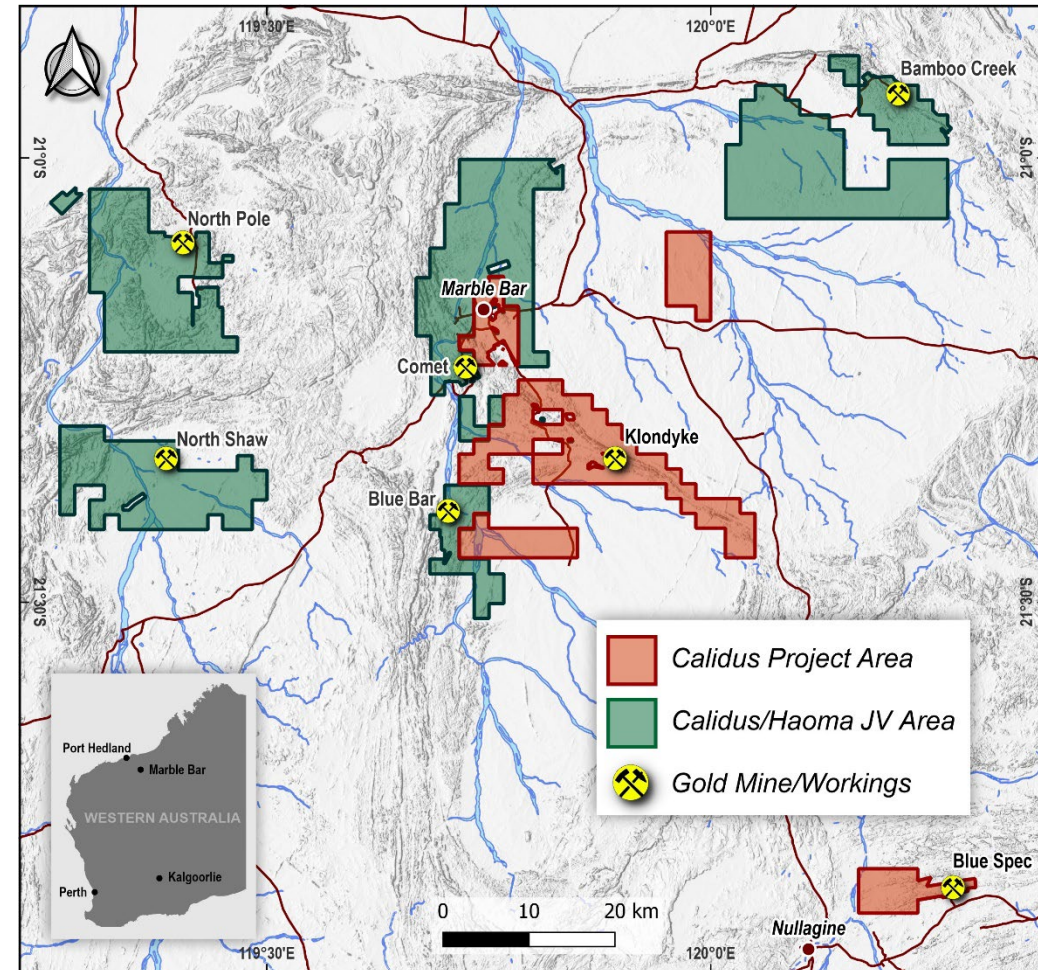 119°30'E
120°0'E
Bamboo Creek
21°0'S
21°0'S
North Pole
Marble Bar
Comet
North Shaw
Klondyke
Blue Bar
21°30'S
21°30'S
Calidus Project Area
Calidus/Haoma JV Area
Gold Mine/Workings
Port Hedland
Marble Bar
WESTERN AUSTRALIA
Kalgoorlie
Perth
Blue Spec
0 10 20 km
Nullagine
119°30'E
120°0'E